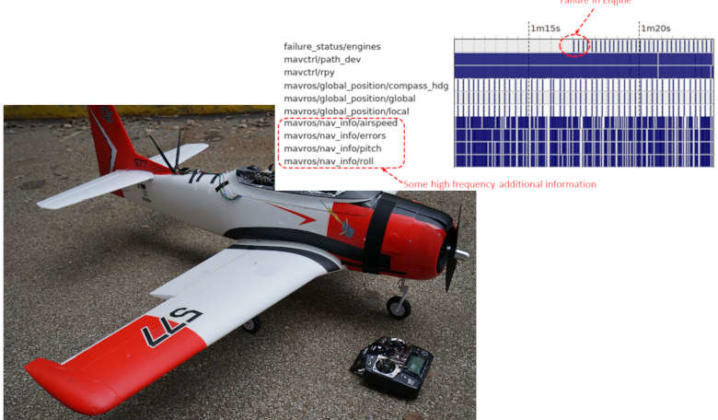 Failure in Engine
1m15s
1m20s
failure_status/engines
mavctrl/path_dev
mavctrl/rpy
mavros/global_position/compass_hdg
mavros/global_position/global
mavros/global_position/local
mavros/nav_info/airspeed
mavros/nav_info/errors
mavros/nav_info/pitch
mavros/nav_info/roll
Some high frequency additional information
577